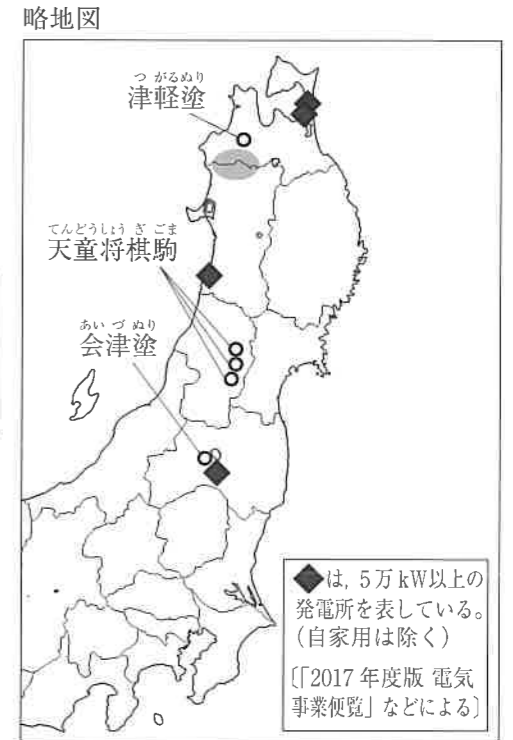 略地図
つがるぬり
津軽塗
てんどうしょうぎごま
天童将棋駒
あいづぬり
会津塗
◆は，5万kW以上の
発電所を表している。
（自家用は除く）
〔「2017年度版 電気
事業便覧」などによる〕